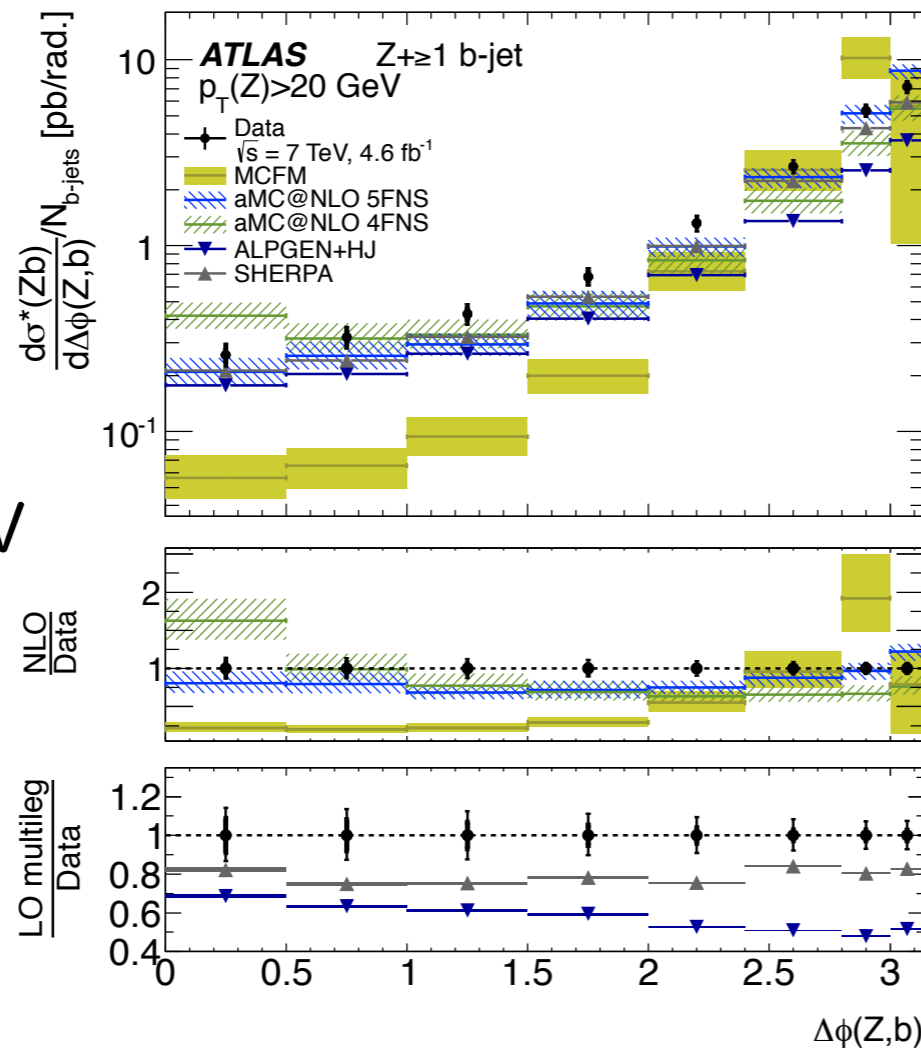 ATLAS Z+≥1 b-jet
p_T(Z)>20 GeV
Data
√s = 7 TeV, 4.6 fb⁻¹
MCFM
aMC@NLO 5FNS
aMC@NLO 4FNS
ALPGEN+HJ
SHERPA
dσ*(Zb)/dΔϕ(Z,b) /N_b-jets [pb/rad.]
10
1
10⁻¹
√
NLO/Data
2
1
LO multileg/Data
1.2
1
0.8
0.6
0.4
0 0.5 1 1.5 2 2.5 3
Δϕ(Z,b)